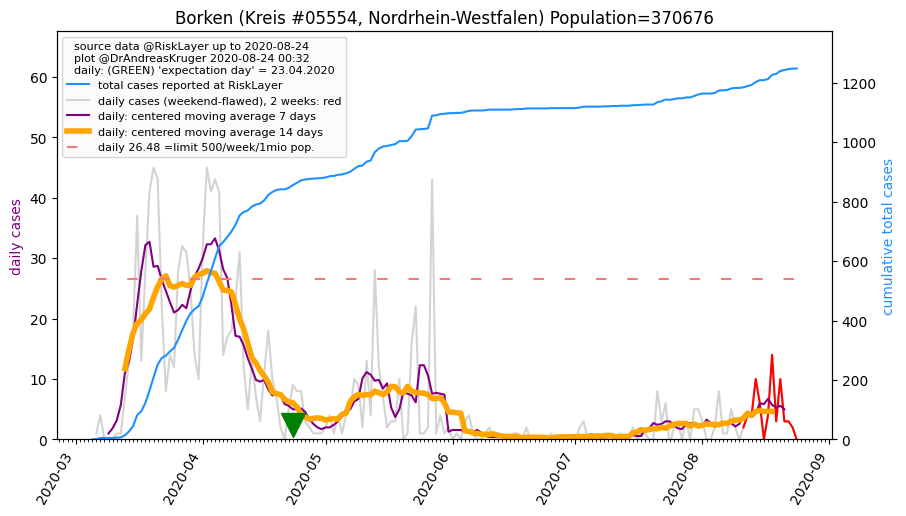 Borken (Kreis #05554, Nordrhein-Westfalen) Population=370676
source data @RiskLayer up to 2020-08-24
plot @DrAndreasKruger 2020-08-24 00:32
daily: (GREEN) 'expectation day' = 23.04.2020
total cases reported at RiskLayer
daily cases (weekend-flawed), 2 weeks: red
daily: centered moving average 7 days
daily: centered moving average 14 days
daily 26.48 =limit 500/week/1mio pop.
daily cases
60
50
40
30
20
10
0
cumulative total cases
1200
1000
800
600
400
200
0
2020-03
2020-04
2020-05
2020-06
2020-07
2020-08
2020-09